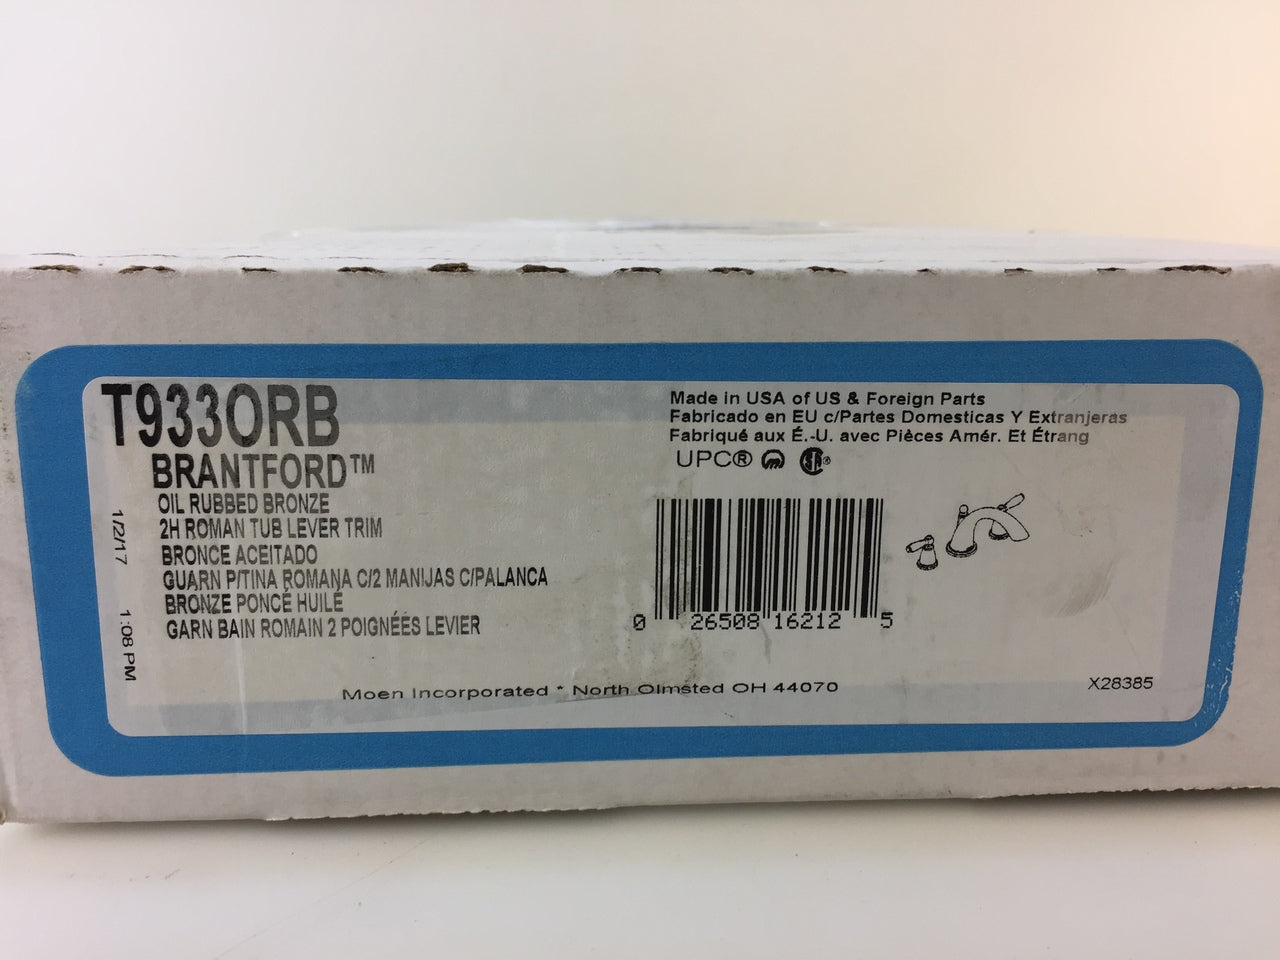 T933ORB
BRANTFORD™
OIL RUBBED BRONZE
2H ROMAN TUB LEVER TRIM
BRONCE ACEITADO
GUARN P/TINA ROMANA C/2 MANIJAS C/PALANCA
BRONZE PONCÉ HUILÉ
GARN BAIN ROMAIN 2 POIGNÉÉS LEVIER
1/2/17 1:08 PM
Made in USA of US & Foreign Parts
Fabricado en EU c/Partes Domesticas Y Extranjeras
Fabriqué aux É.-U. avec Pièces Amér. Et Étrang
UPC® SA®
0 26508 16212 5
Moen Incorporated * North Olmsted OH 44070
X28385